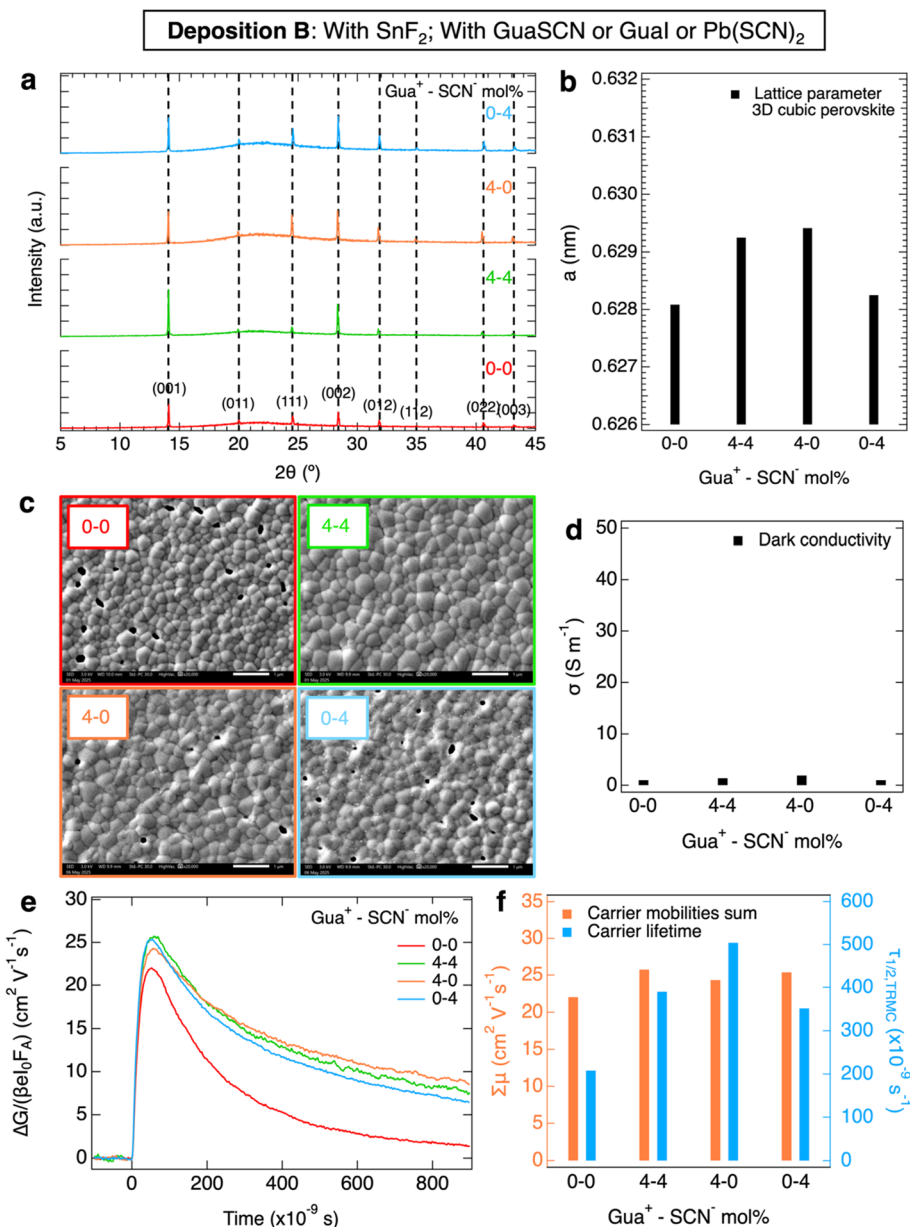 Deposition B: With SnF2; With GuaSCN or GuaI or Pb(SCN)2
a
Gua+ - SCN- mol%
0-4
4-0
4-4
0-0
(001)
(011)
(111)
(002)
(012)
(112)
(022)
(003)
Intensity (a.u.)
5 10 15 20 25 30 35 40 45
2θ (º)
b
Lattice parameter
3D cubic perovskite
0.632
0.631
0.630
0.629
0.628
0.627
0.626
a (nm)
0-0 4-4 4-0 0-4
Gua+ - SCN- mol%
c
0-0
4-4
4-0
0-4
d
Dark conductivity
50
40
30
20
10
0
σ (S m-1)
0-0 4-4 4-0 0-4
Gua+ - SCN- mol%
e
Gua+ - SCN- mol%
0-0
4-4
4-0
0-4
30
25
20
15
10
5
0
ΔG/(βeI0FA) (cm2 V-1s-1)
0 200 400 600 800
Time (x10-9 s)
f
Carrier mobilities sum
Carrier lifetime
35
30
25
20
15
10
5
0
Σμ (cm2 V-1s-1)
600
500
400
300
200
100
0
τ1/2,TRMC (x10-9 s-1)
0-0 4-4 4-0 0-4
Gua+ - SCN- mol%